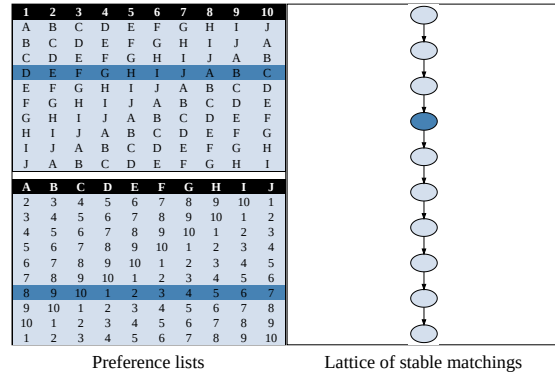 1 2 3 4 5 6 7 8 9 10
A B C D E F G H I J
B C D E F G H I J A
C D E F G H I J A B
D E F G H I J A B C
E F G H I J A B C D
F G H I J A B C D E
G H I J A B C D E F
H I J A B C D E F G
I J A B C D E F G H
J A B C D E F G H I
A B C D E F G H I J
2 3 4 5 6 7 8 9 10 1
3 4 5 6 7 8 9 10 1 2
4 5 6 7 8 9 10 1 2 3
5 6 7 8 9 10 1 2 3 4
6 7 8 9 10 1 2 3 4 5
7 8 9 10 1 2 3 4 5 6
8 9 10 1 2 3 4 5 6 7
9 10 1 2 3 4 5 6 7 8
10 1 2 3 4 5 6 7 8 9
1 2 3 4 5 6 7 8 9 10
Preference lists Lattice of stable matchings